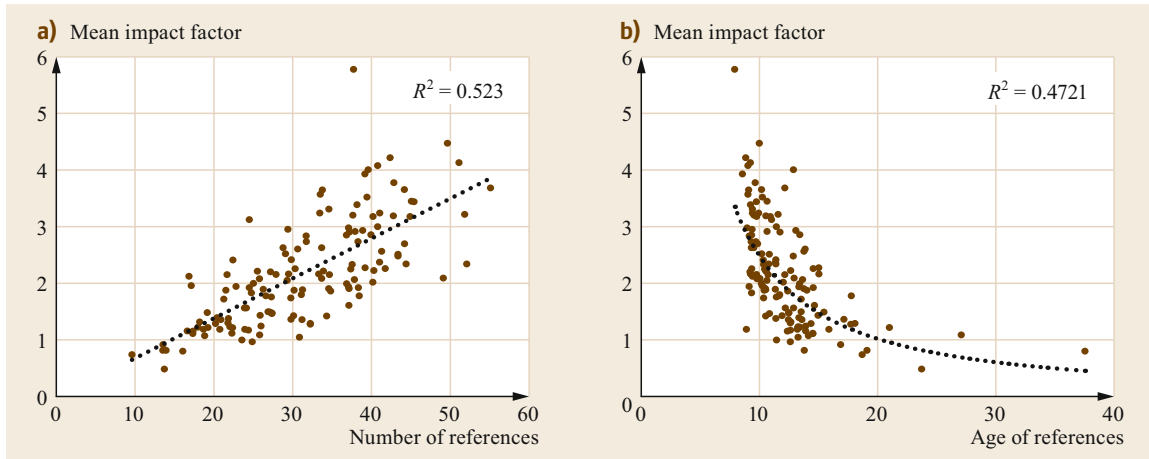 a) Mean impact factor
6
5
4
3
2
1
0
0 10 20 30 40 50 60
Number of references
R² = 0.523
b) Mean impact factor
6
5
4
3
2
1
0
0 10 20 30 40
Age of references
R² = 0.4721